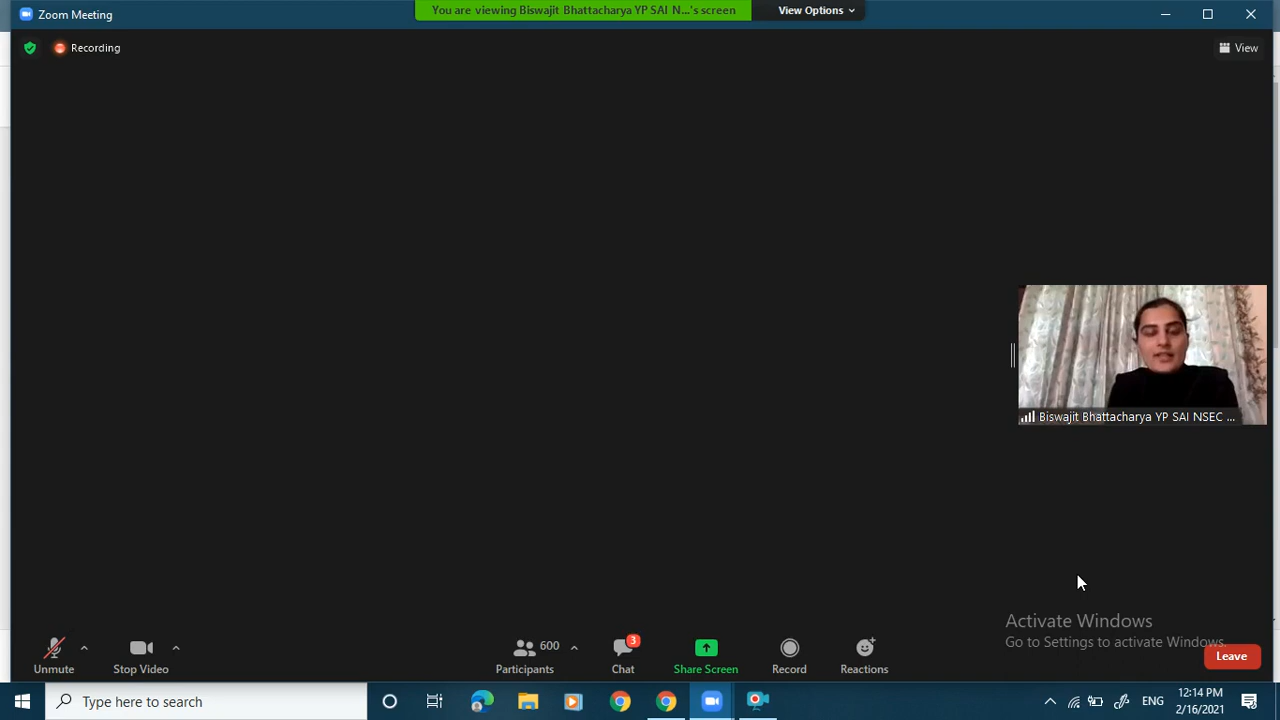 Zoom Meeting
You are viewing Biswajit Bhattacharya YP SAI N...'s screen
View Options
Recording
View
Biswajit Bhattacharya YP SAI NSEC ...
Activate Windows
Go to Settings to activate Windows.
Unmute
Stop Video
600
Participants
3
Chat
Share Screen
Record
Reactions
Leave
Type here to search
ENG
12:14 PM
2/16/2021